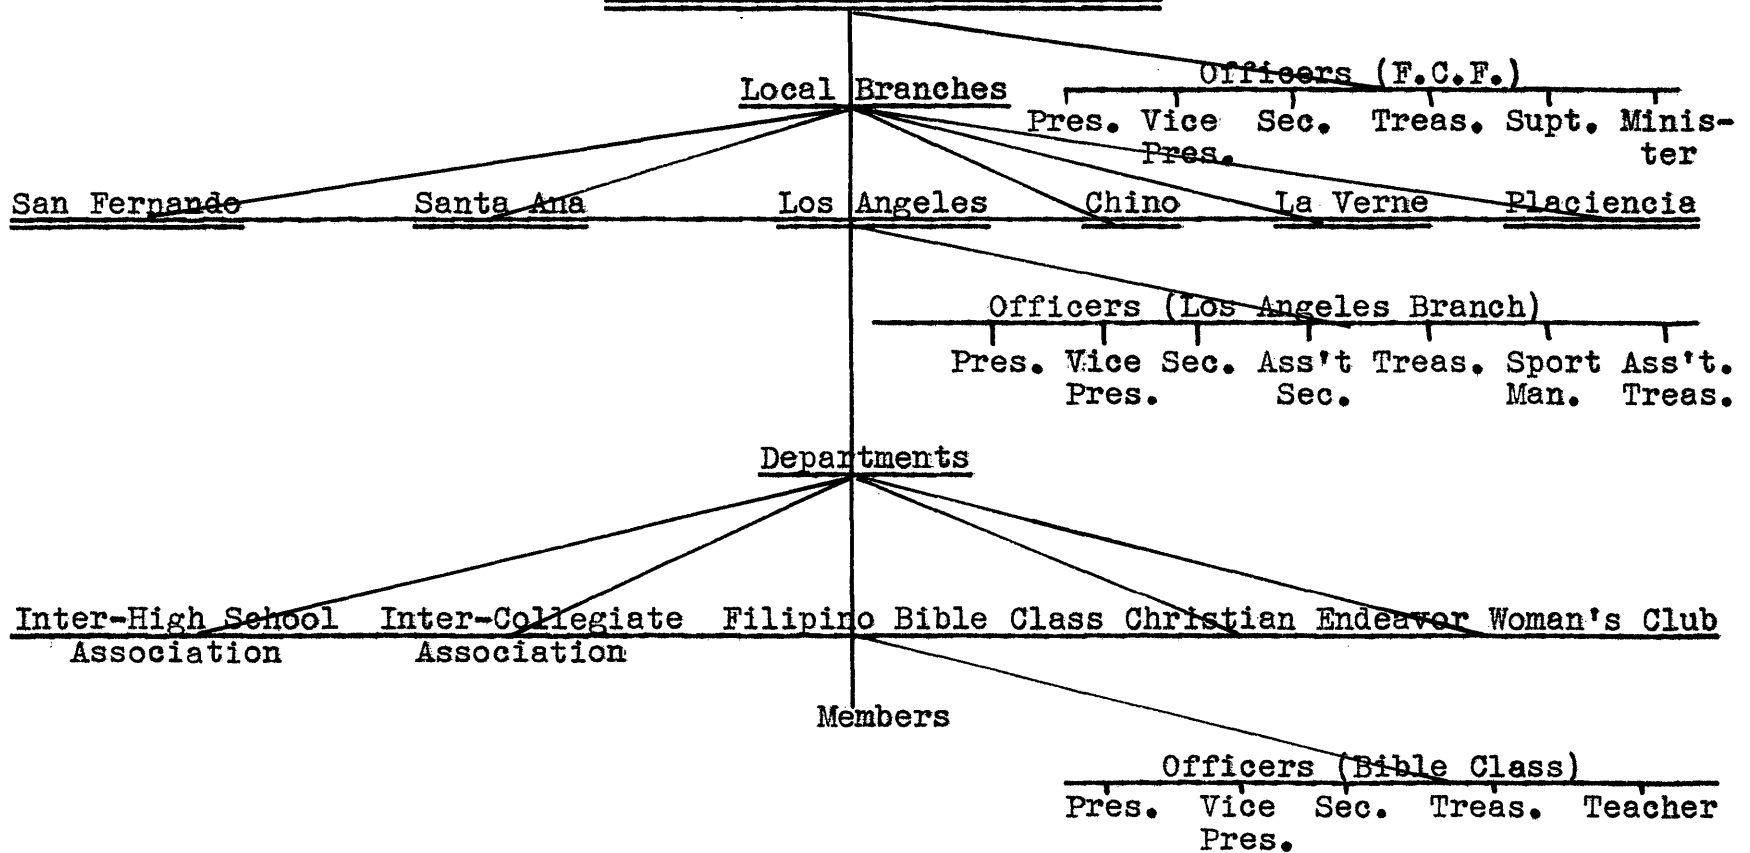 Officers (F.C.F.)
Local Branches
Pres. Vice Sec. Treas. Supt. Minis-
Pres. ter
San Fernando Santa Ana Los Angeles Chino La Verne Placiencia
Officers (Los Angeles Branch)
Pres. Vice Sec. Ass't Treas. Sport Ass't.
Pres. Sec. Man. Treas.
Departments
Inter-High School Inter-Collegiate Filipino Bible Class Christian Endeavor Woman's Club
Association Association
Members
Officers (Bible Class)
Pres. Vice Sec. Treas. Teacher
Pres.